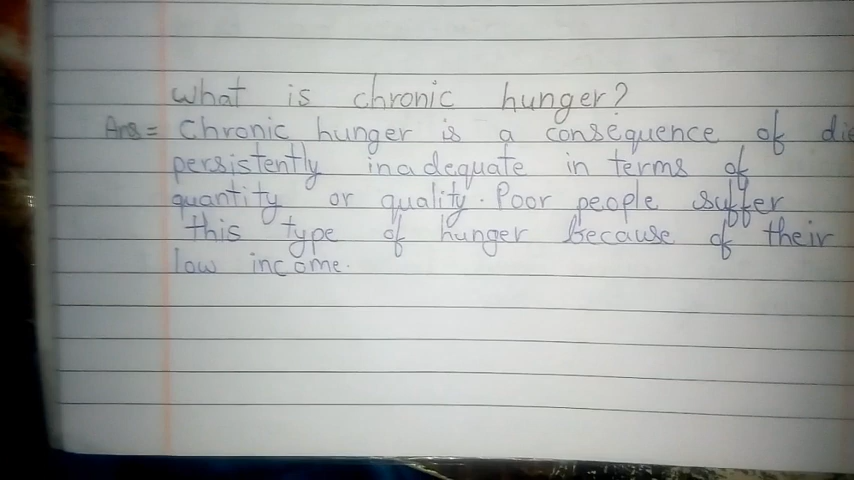 What is chronic hunger?
Ans = Chronic hunger is a consequence of
persistently inadequate in terms of
quantity or quality. Poor people suffer
this type of hunger because of their
low income.